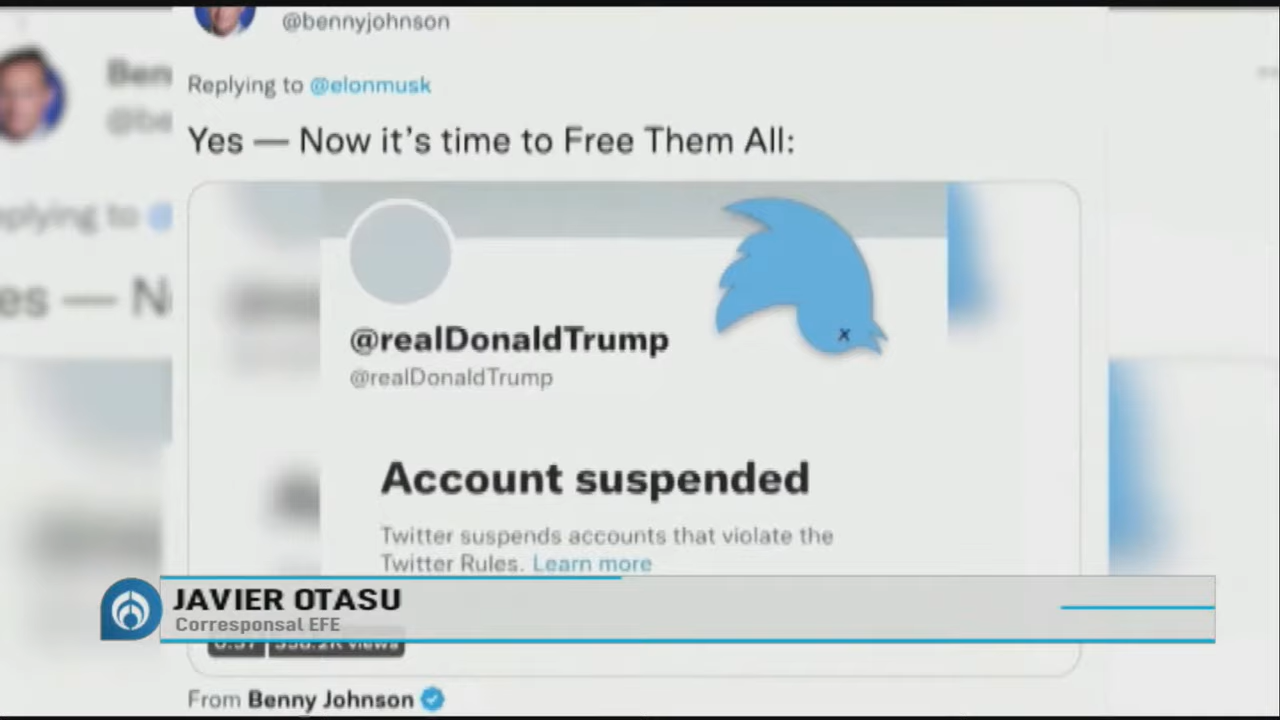 @bennyjohnson
Replying to @elonmusk
Yes — Now it's time to Free Them All:
@realDonaldTrump
@realDonaldTrump
Account suspended
Twitter suspends accounts that violate the
Twitter Rules. Learn more
JAVIER OTASU
Corresponsal EFE
views
From Benny Johnson